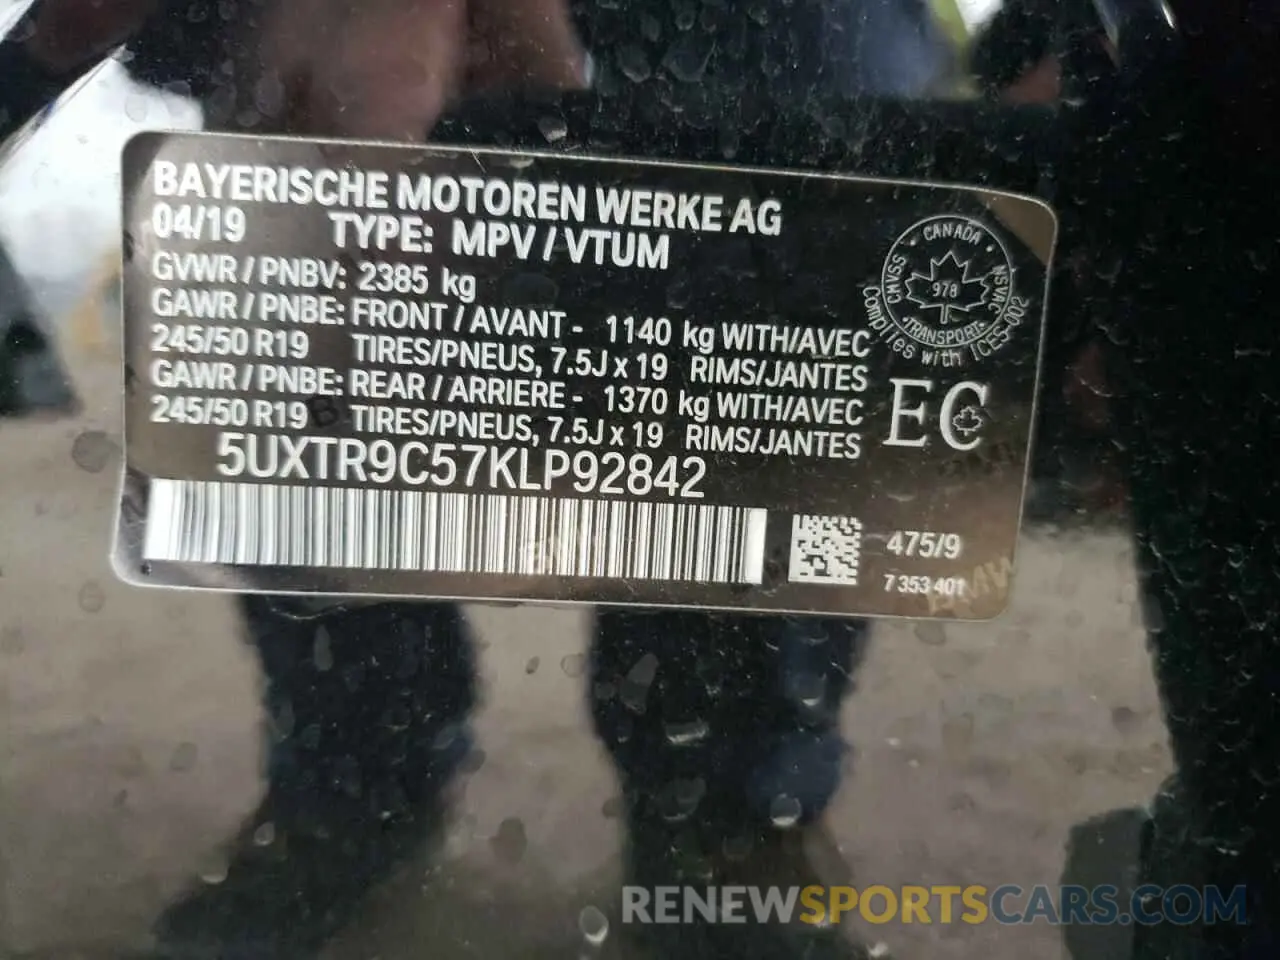 BAYERISCHE MOTOREN WERKE AG
04/19 TYPE: MPV / VTUM
GVWR / PNBV: 2385 kg
GAWR / PNBE: FRONT / AVANT - 1140 kg WITH/AVEC
245/50 R19 TIRES/PNEUS, 7.5J x 19 RIMS/JANTES
GAWR / PNBE: REAR / ARRIERE - 1370 kg WITH/AVEC
245/50 R19 TIRES/PNEUS, 7.5J x 19 RIMS/JANTES
5UXTR9C57KLP92842
CANADA
CMVSS
NSVAC
978
TRANSPORT
Complies with ICES-002
EC
475/9
7 353 401
BMW
RENEWSPORTSCARS.COM